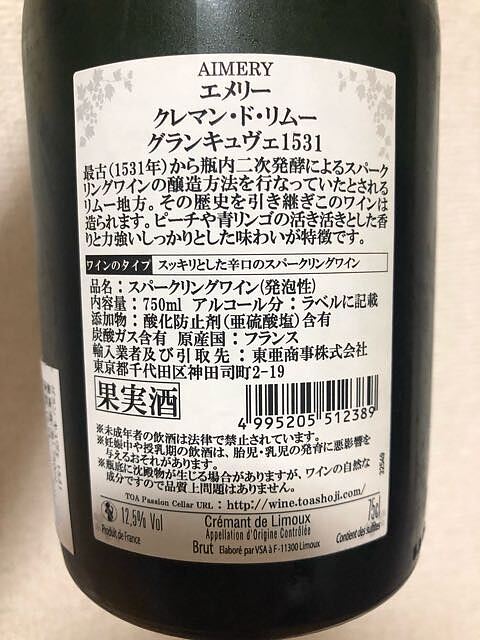 AIMERY
エメリー
クレマン・ド・リムー
グランキュヴェ1531
最古(1531年)から瓶内二次発酵によるスパーク
リングワインの醸造方法を行なっていたとされる
リムー地方。その歴史を引き継ぎこのワインは
造られます。ピーチや青リンゴの活き活きとした香
りと力強いしっかりとした味わいが特徴です。
ワインのタイプ スッキリとした辛口のスパークリングワイン
品名：スパークリングワイン(発泡性)
内容量：750ml アルコール分：ラベルに記載
添加物：酸化防止剤(亜硫酸塩)含有
炭酸ガス含有 原産国：フランス
輸入業者及び引取先：東亜商事株式会社
東京都千代田区神田司町2-19
果実酒
4 995205 512389
※未成年者の飲酒は法律で禁止されています。
※妊娠中や授乳期の飲酒は、胎児・乳児の発育に悪影響を
与えるおそれがあります。
※瓶底に沈殿物が生じる場合がありますが、ワインの自然な
成分ですので品質上問題はありません。
TOA Passion Cellar URL : http://wine.toashoji.com/
12,5% Vol
Produit de France
Crémant de Limoux
Appellation d'Origine Contrôlée
Brut Elaboré par VSA à F-11300 Limoux
75cl
Content des sulfites